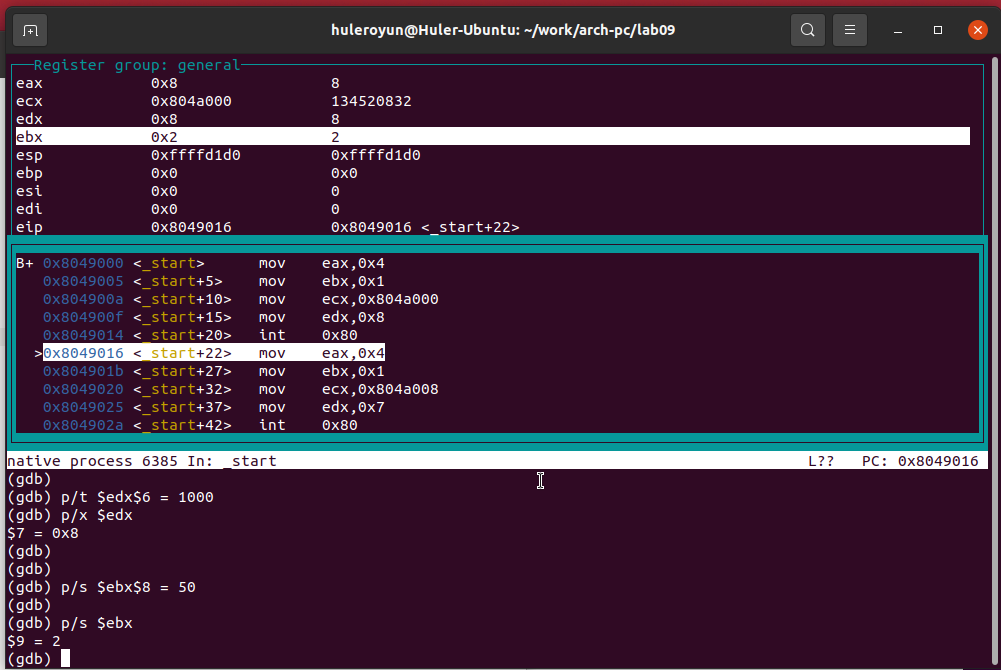 huleroyun@Huler-Ubuntu: ~/work/arch-pc/lab09
Register group: general
eax 0x8 8
ecx 0x804a000 134520832
edx 0x8 8
ebx 0x2 2
esp 0xffffd1d0 0xffffd1d0
ebp 0x0 0x0
esi 0x0 0
edi 0x0 0
eip 0x8049016 0x8049016 <_start+22>
B+ 0x8049000 <_start> mov eax,0x4
0x8049005 <_start+5> mov ebx,0x1
0x804900a <_start+10> mov ecx,0x804a000
0x804900f <_start+15> mov edx,0x8
0x8049014 <_start+20> int 0x80
>0x8049016 <_start+22> mov eax,0x4
0x804901b <_start+27> mov ebx,0x1
0x8049020 <_start+32> mov ecx,0x804a008
0x8049025 <_start+37> mov edx,0x7
0x804902a <_start+42> int 0x80
native process 6385 In: _start L?? PC: 0x8049016
(gdb)
(gdb) p/t $edx$6 = 1000
(gdb) p/x $edx
$7 = 0x8
(gdb)
(gdb)
(gdb) p/s $ebx$8 = 50
(gdb)
(gdb) p/s $ebx
$9 = 2
(gdb)